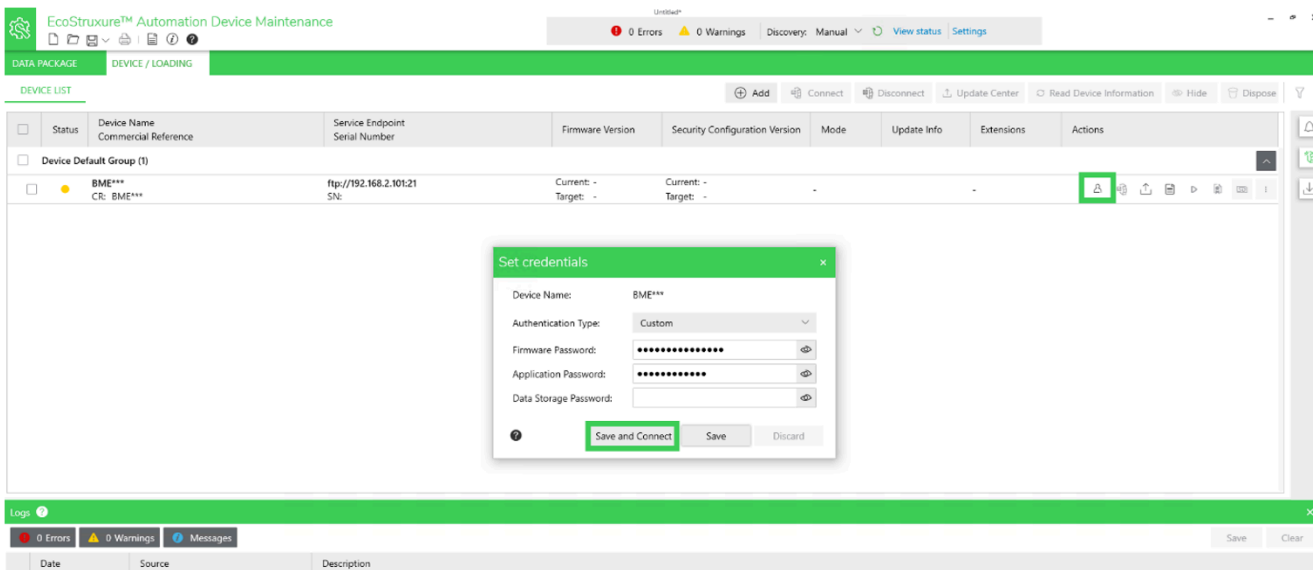 Untitled*
EcoStruxure™ Automation Device Maintenance
0 Errors 0 Warnings Discovery: Manual View status Settings
DATA PACKAGE DEVICE / LOADING
DEVICE LIST
Add Connect Disconnect Update Center Read Device Information Hide Dispose
Status Device Name Service Endpoint Firmware Version Security Configuration Version Mode Update Info Extensions Actions
Commercial Reference Serial Number
Device Default Group (1)
BME*** ftp://192.168.2.101:21 Current: - Current: - - -
CR: BME*** SN: Target: - Target: -
Set credentials
Device Name: BME***
Authentication Type: Custom
Firmware Password: •••••••••••••••
Application Password: ••••••••••••
Data Storage Password:
Save and Connect Save Discard
Logs
0 Errors 0 Warnings Messages Save Clear
Date Source Description